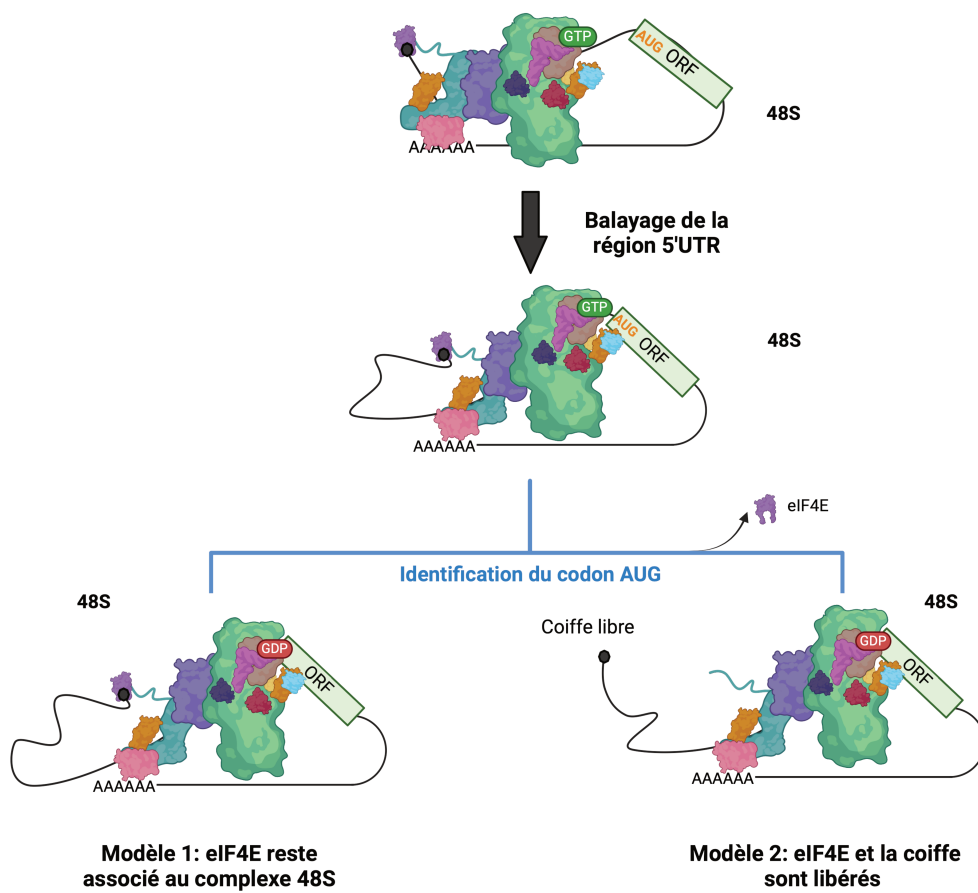 GTP
AUG ORF
48S
AAAAAA
Balayage de la
région 5'UTR
GTP
AUG ORF
48S
AAAAAA
eIF4E
Identification du codon AUG
48S
48S
Coiffe libre
GDP
ORF
GDP
ORF
AAAAAA
AAAAAA
Modèle 1: eIF4E reste
associé au complexe 48S
Modèle 2: eIF4E et la coiffe
sont libérés